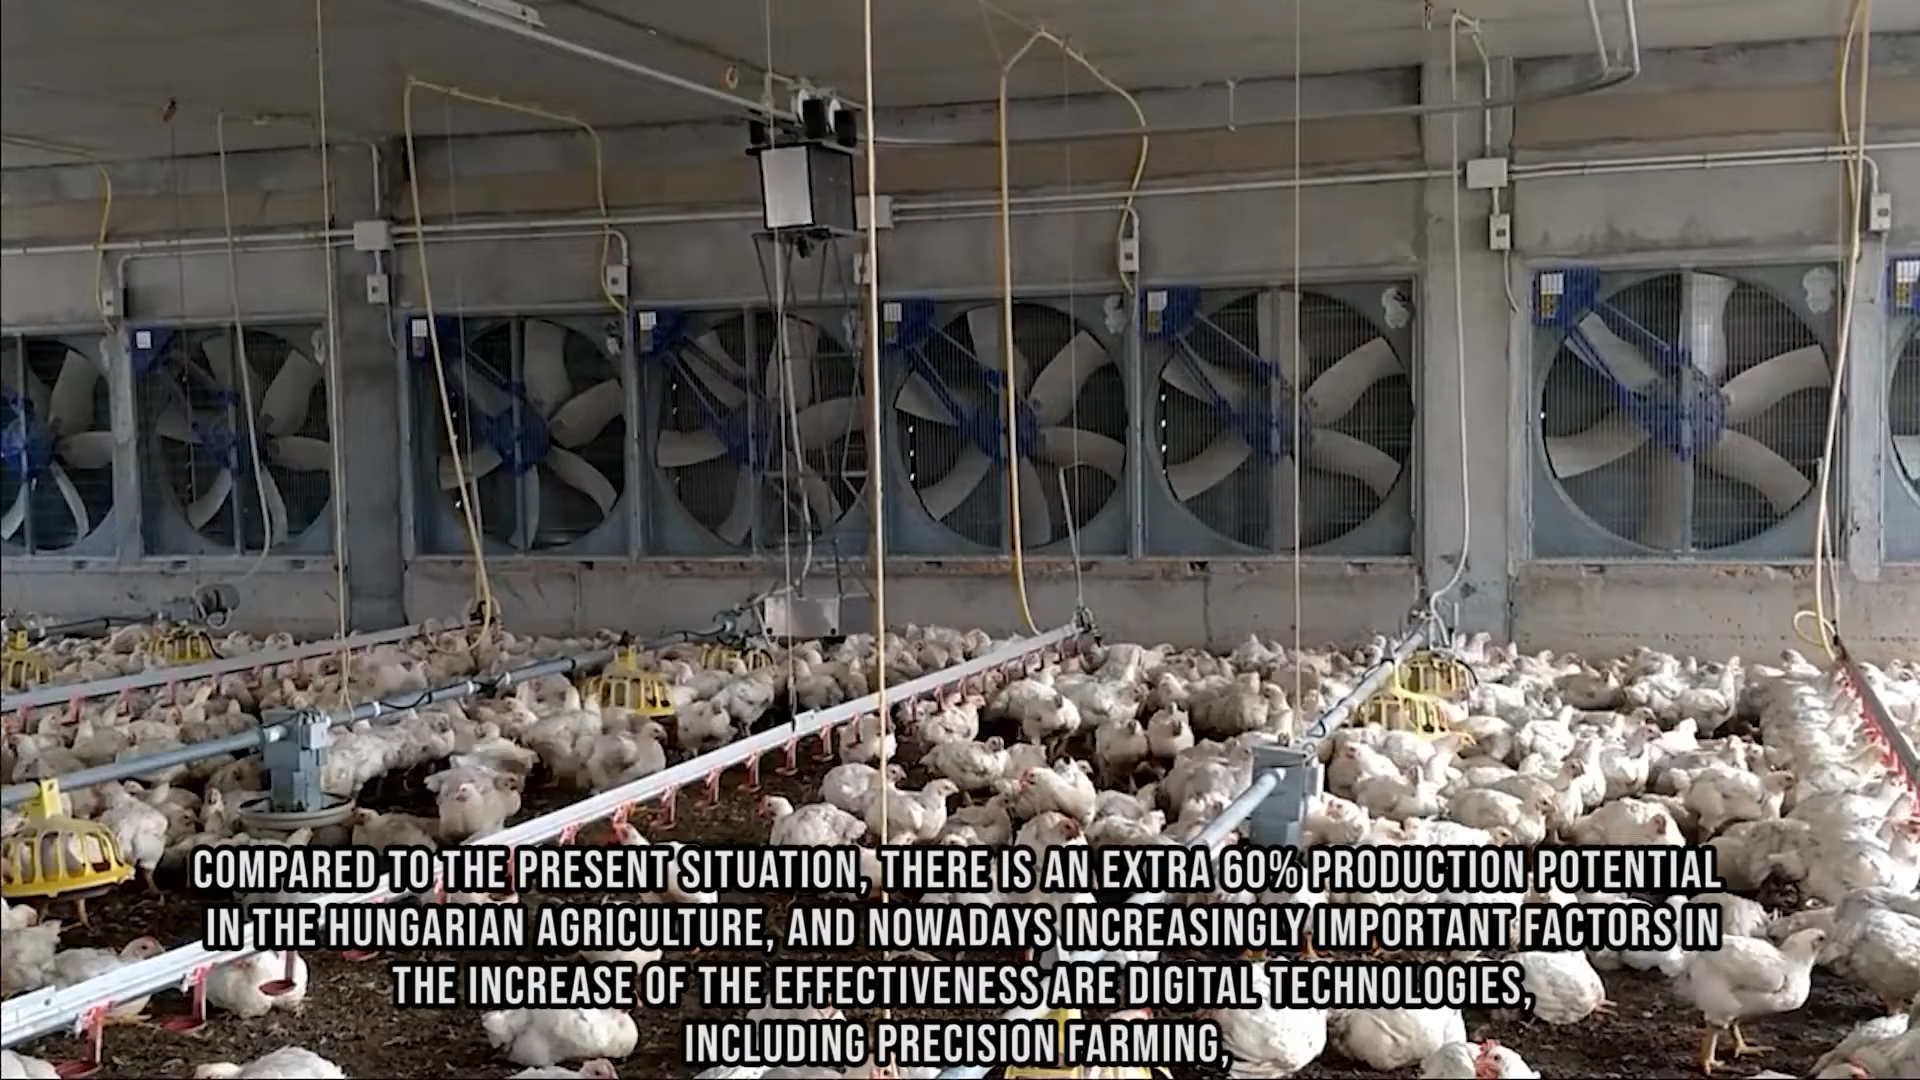 COMPARED TO THE PRESENT SITUATION, THERE IS AN EXTRA 60% PRODUCTION POTENTIAL
IN THE HUNGARIAN AGRICULTURE, AND NOWADAYS INCREASINGLY IMPORTANT FACTORS IN
THE INCREASE OF THE EFFECTIVENESS ARE DIGITAL TECHNOLOGIES,
INCLUDING PRECISION FARMING,